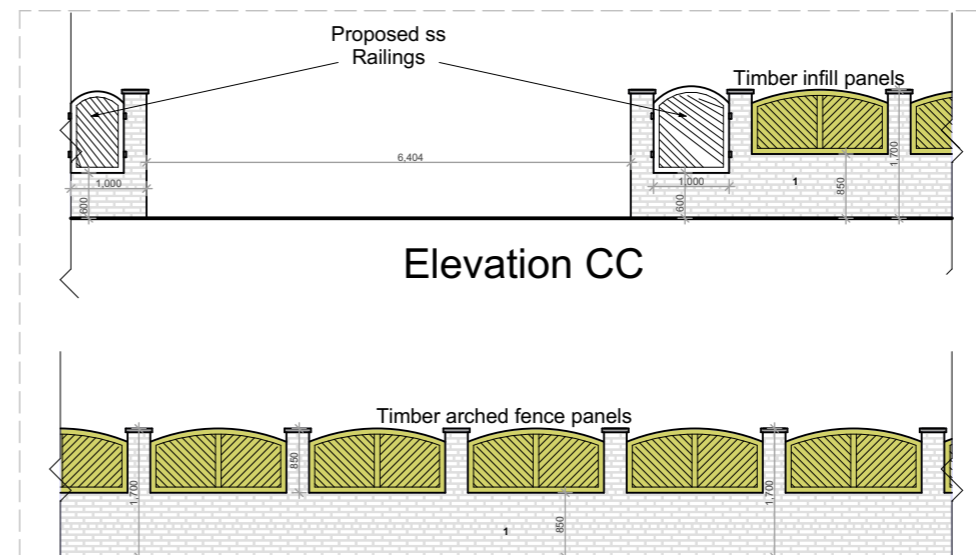 Proposed ss
Railings
Timber infill panels
6,404
1,000
600
1,000
600
1
850
1,700
Elevation CC
Timber arched fence panels
1,700
850
1
850
1,700